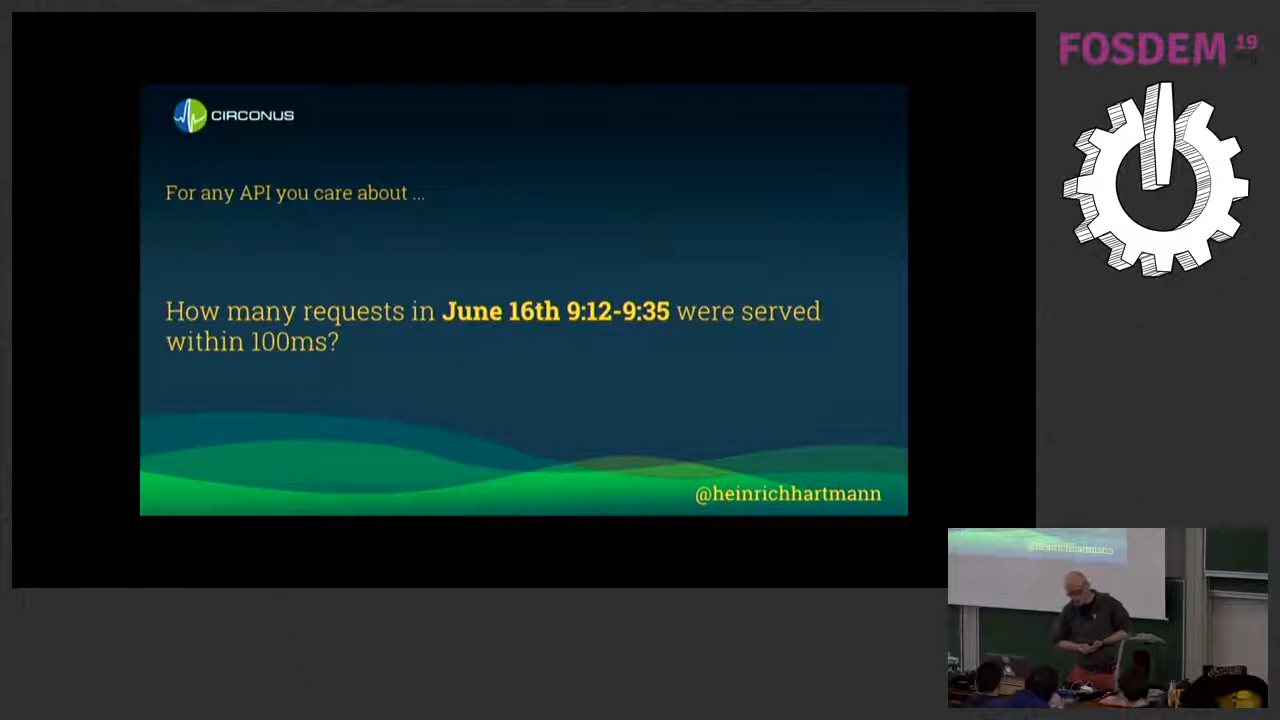 FOSDEM 19
CIRCONUS
For any API you care about ...
How many requests in June 16th 9:12-9:35 were served
within 100ms?
@heinrichhartmann
@heinrichhartmann